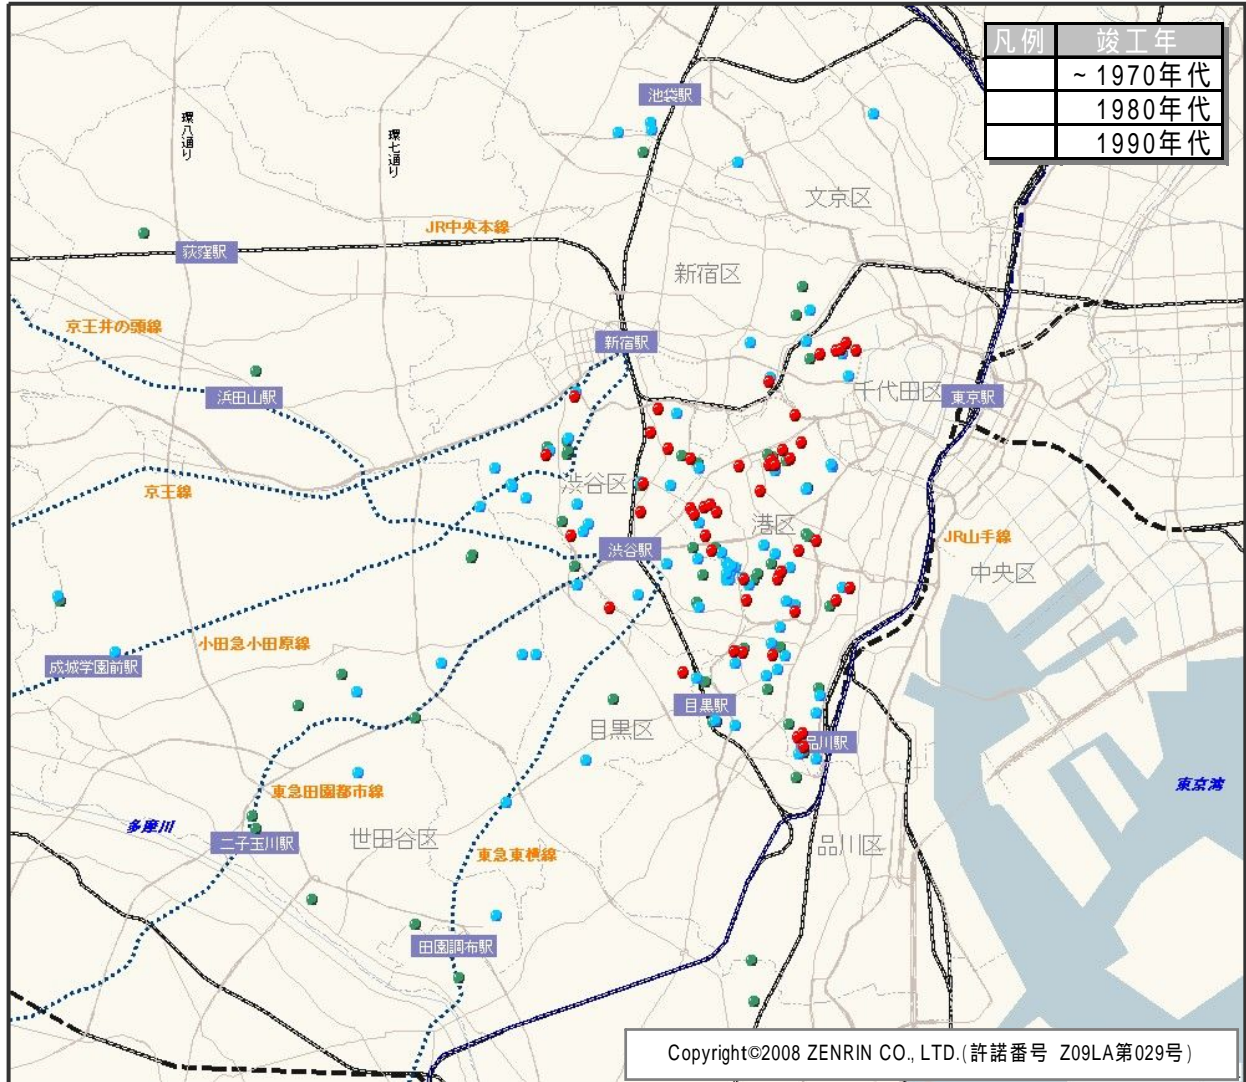 凡例 竣工年
~1970年代
1980年代
1990年代
池袋駅
環八通り
環七通り
文京区
JR中央本線
荻窪駅
新宿区
京王井の頭線
新宿駅
浜田山駅
千代田区
東京駅
京王線
渋谷区
港区
渋谷駅
JR山手線
中央区
小田急小田原線
成城学園前駅
目黒駅
目黒区
品川駅
東急田園都市線
東京湾
多摩川
二子玉川駅
世田谷区
東急東横線
品川区
田園調布駅
Copyright©2008 ZENRIN CO., LTD.(許諾番号 Z09LA第029号)